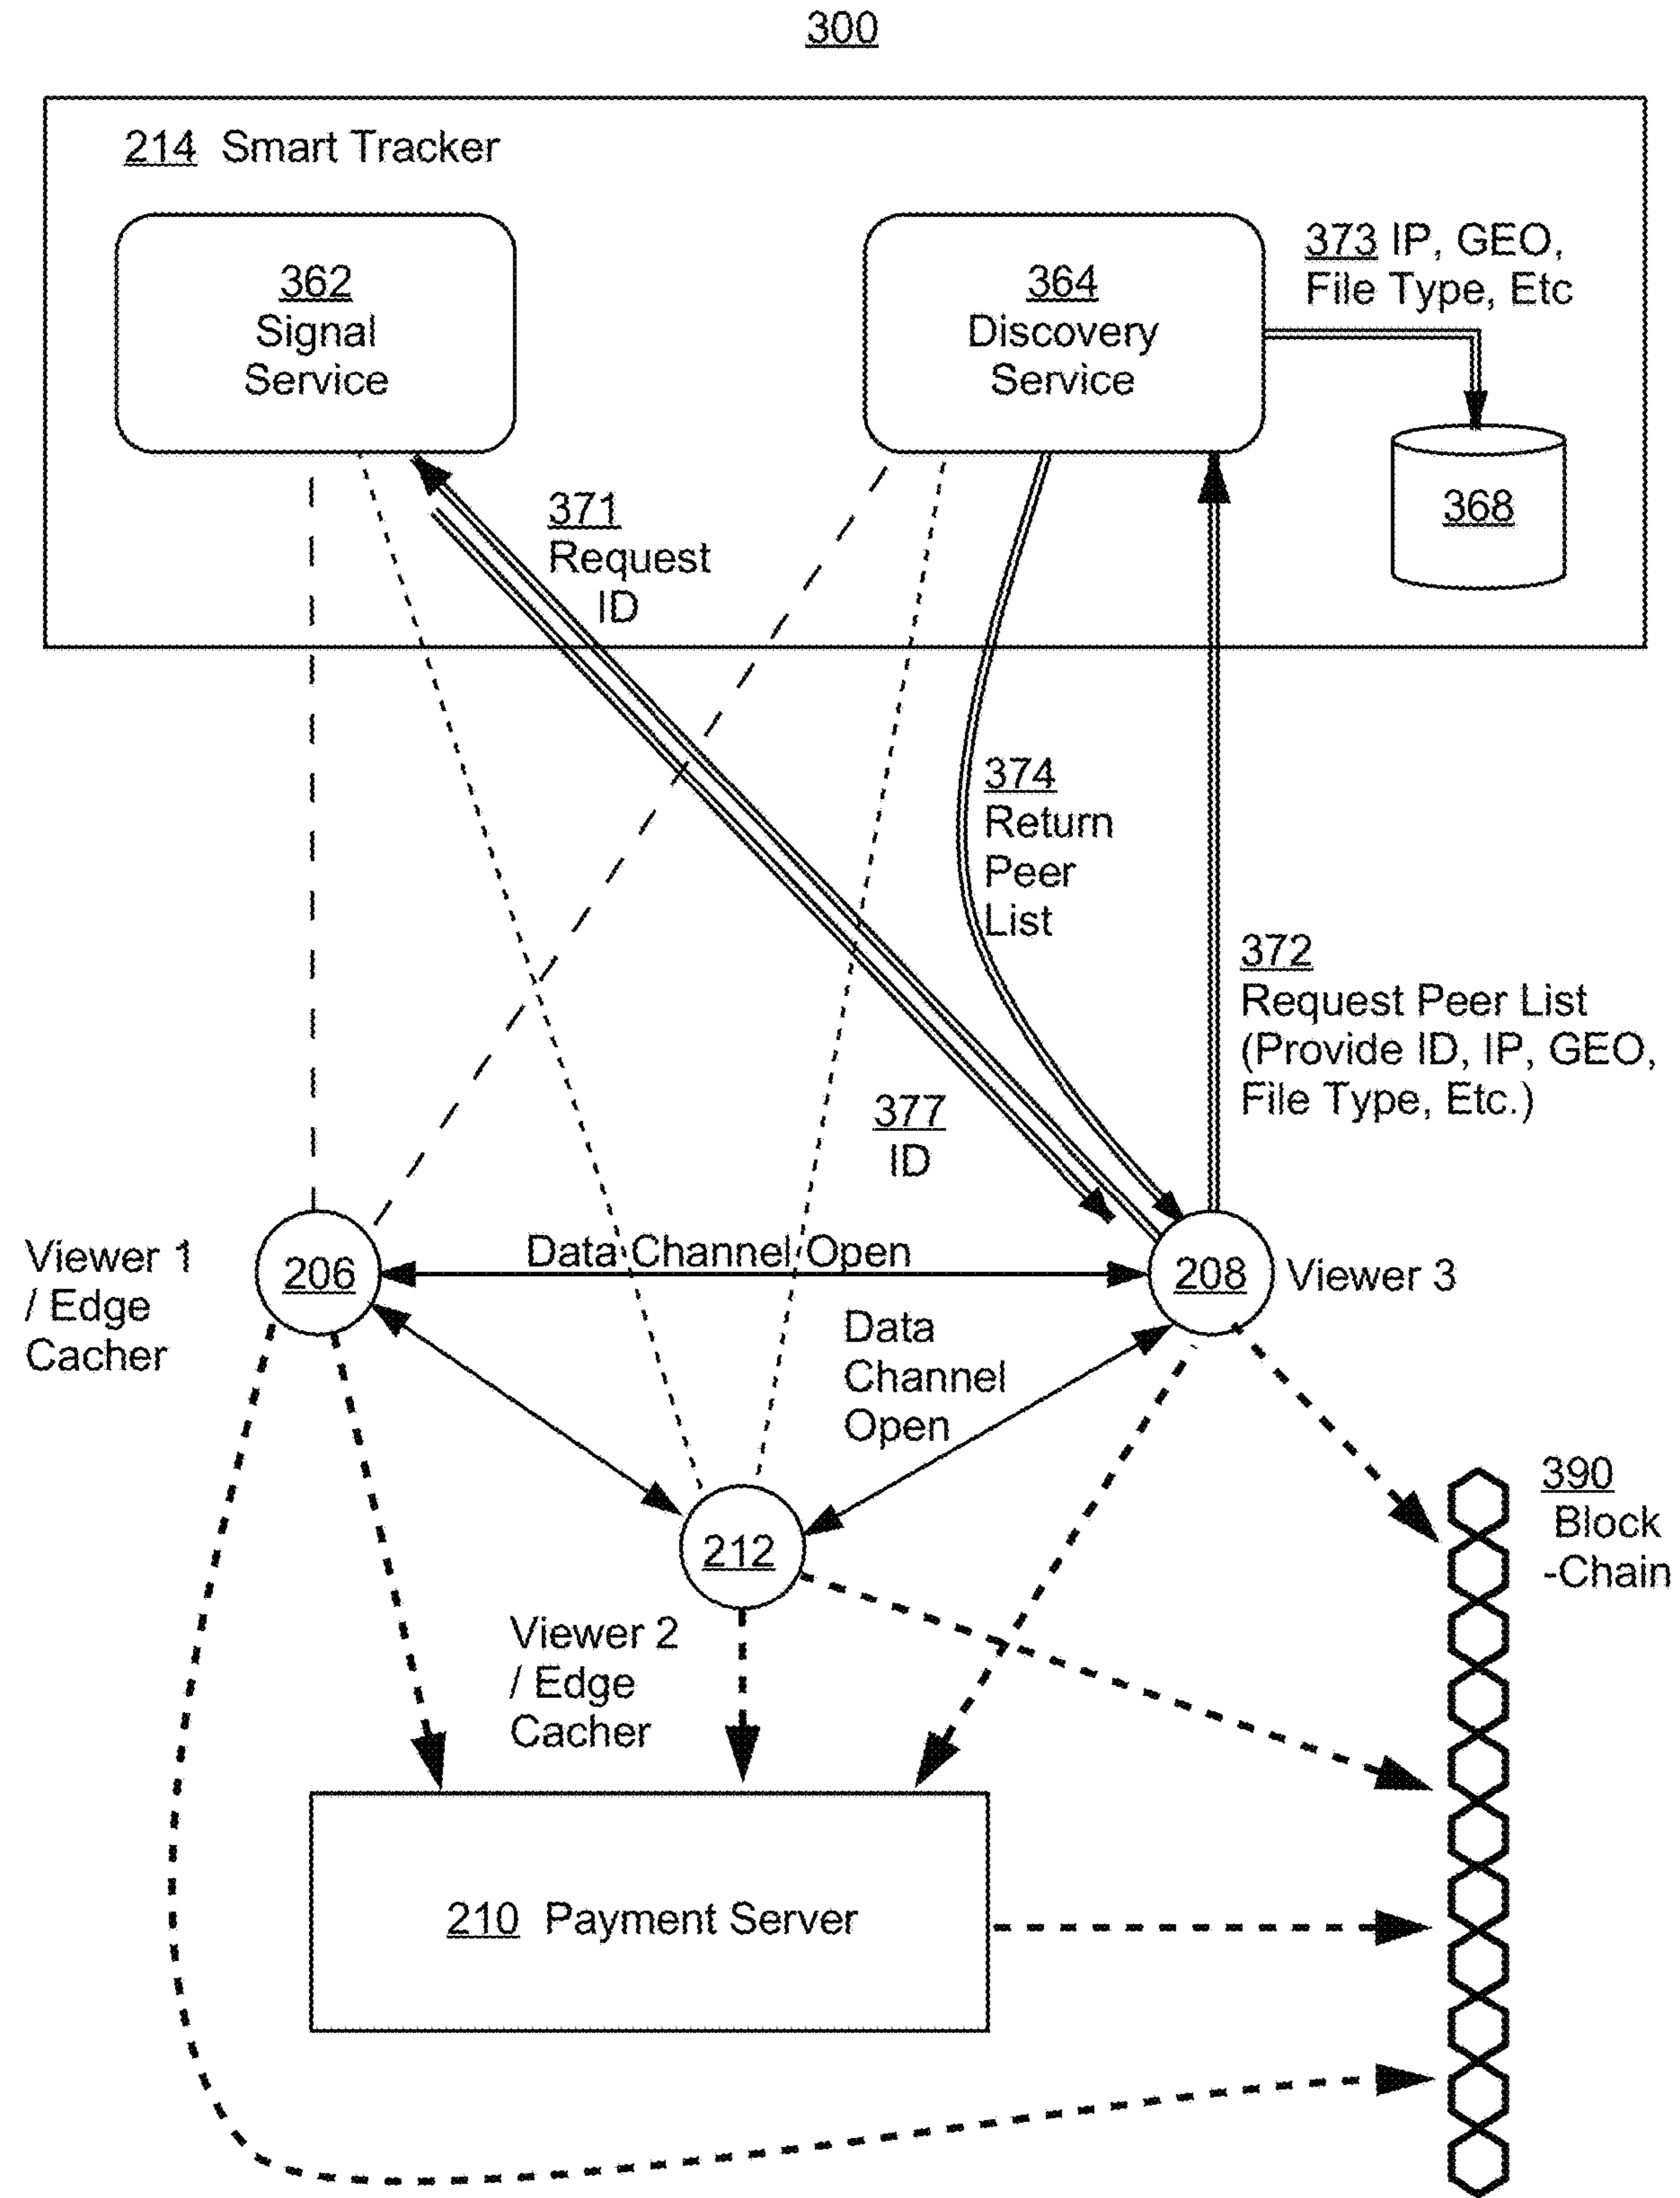 300
214 Smart Tracker
362
Signal
Service
364
Discovery
Service
373 IP, GEO,
File Type, Etc
368
371
Request
ID
374
Return
Peer
List
372
Request Peer List
(Provide ID, IP, GEO,
File Type, Etc.)
377
ID
Viewer 1
/ Edge
Cacher
206
Data Channel Open
208
Viewer 3
Data
Channel
Open
212
Viewer 2
/ Edge
Cacher
390
Block
-Chain
210 Payment Server